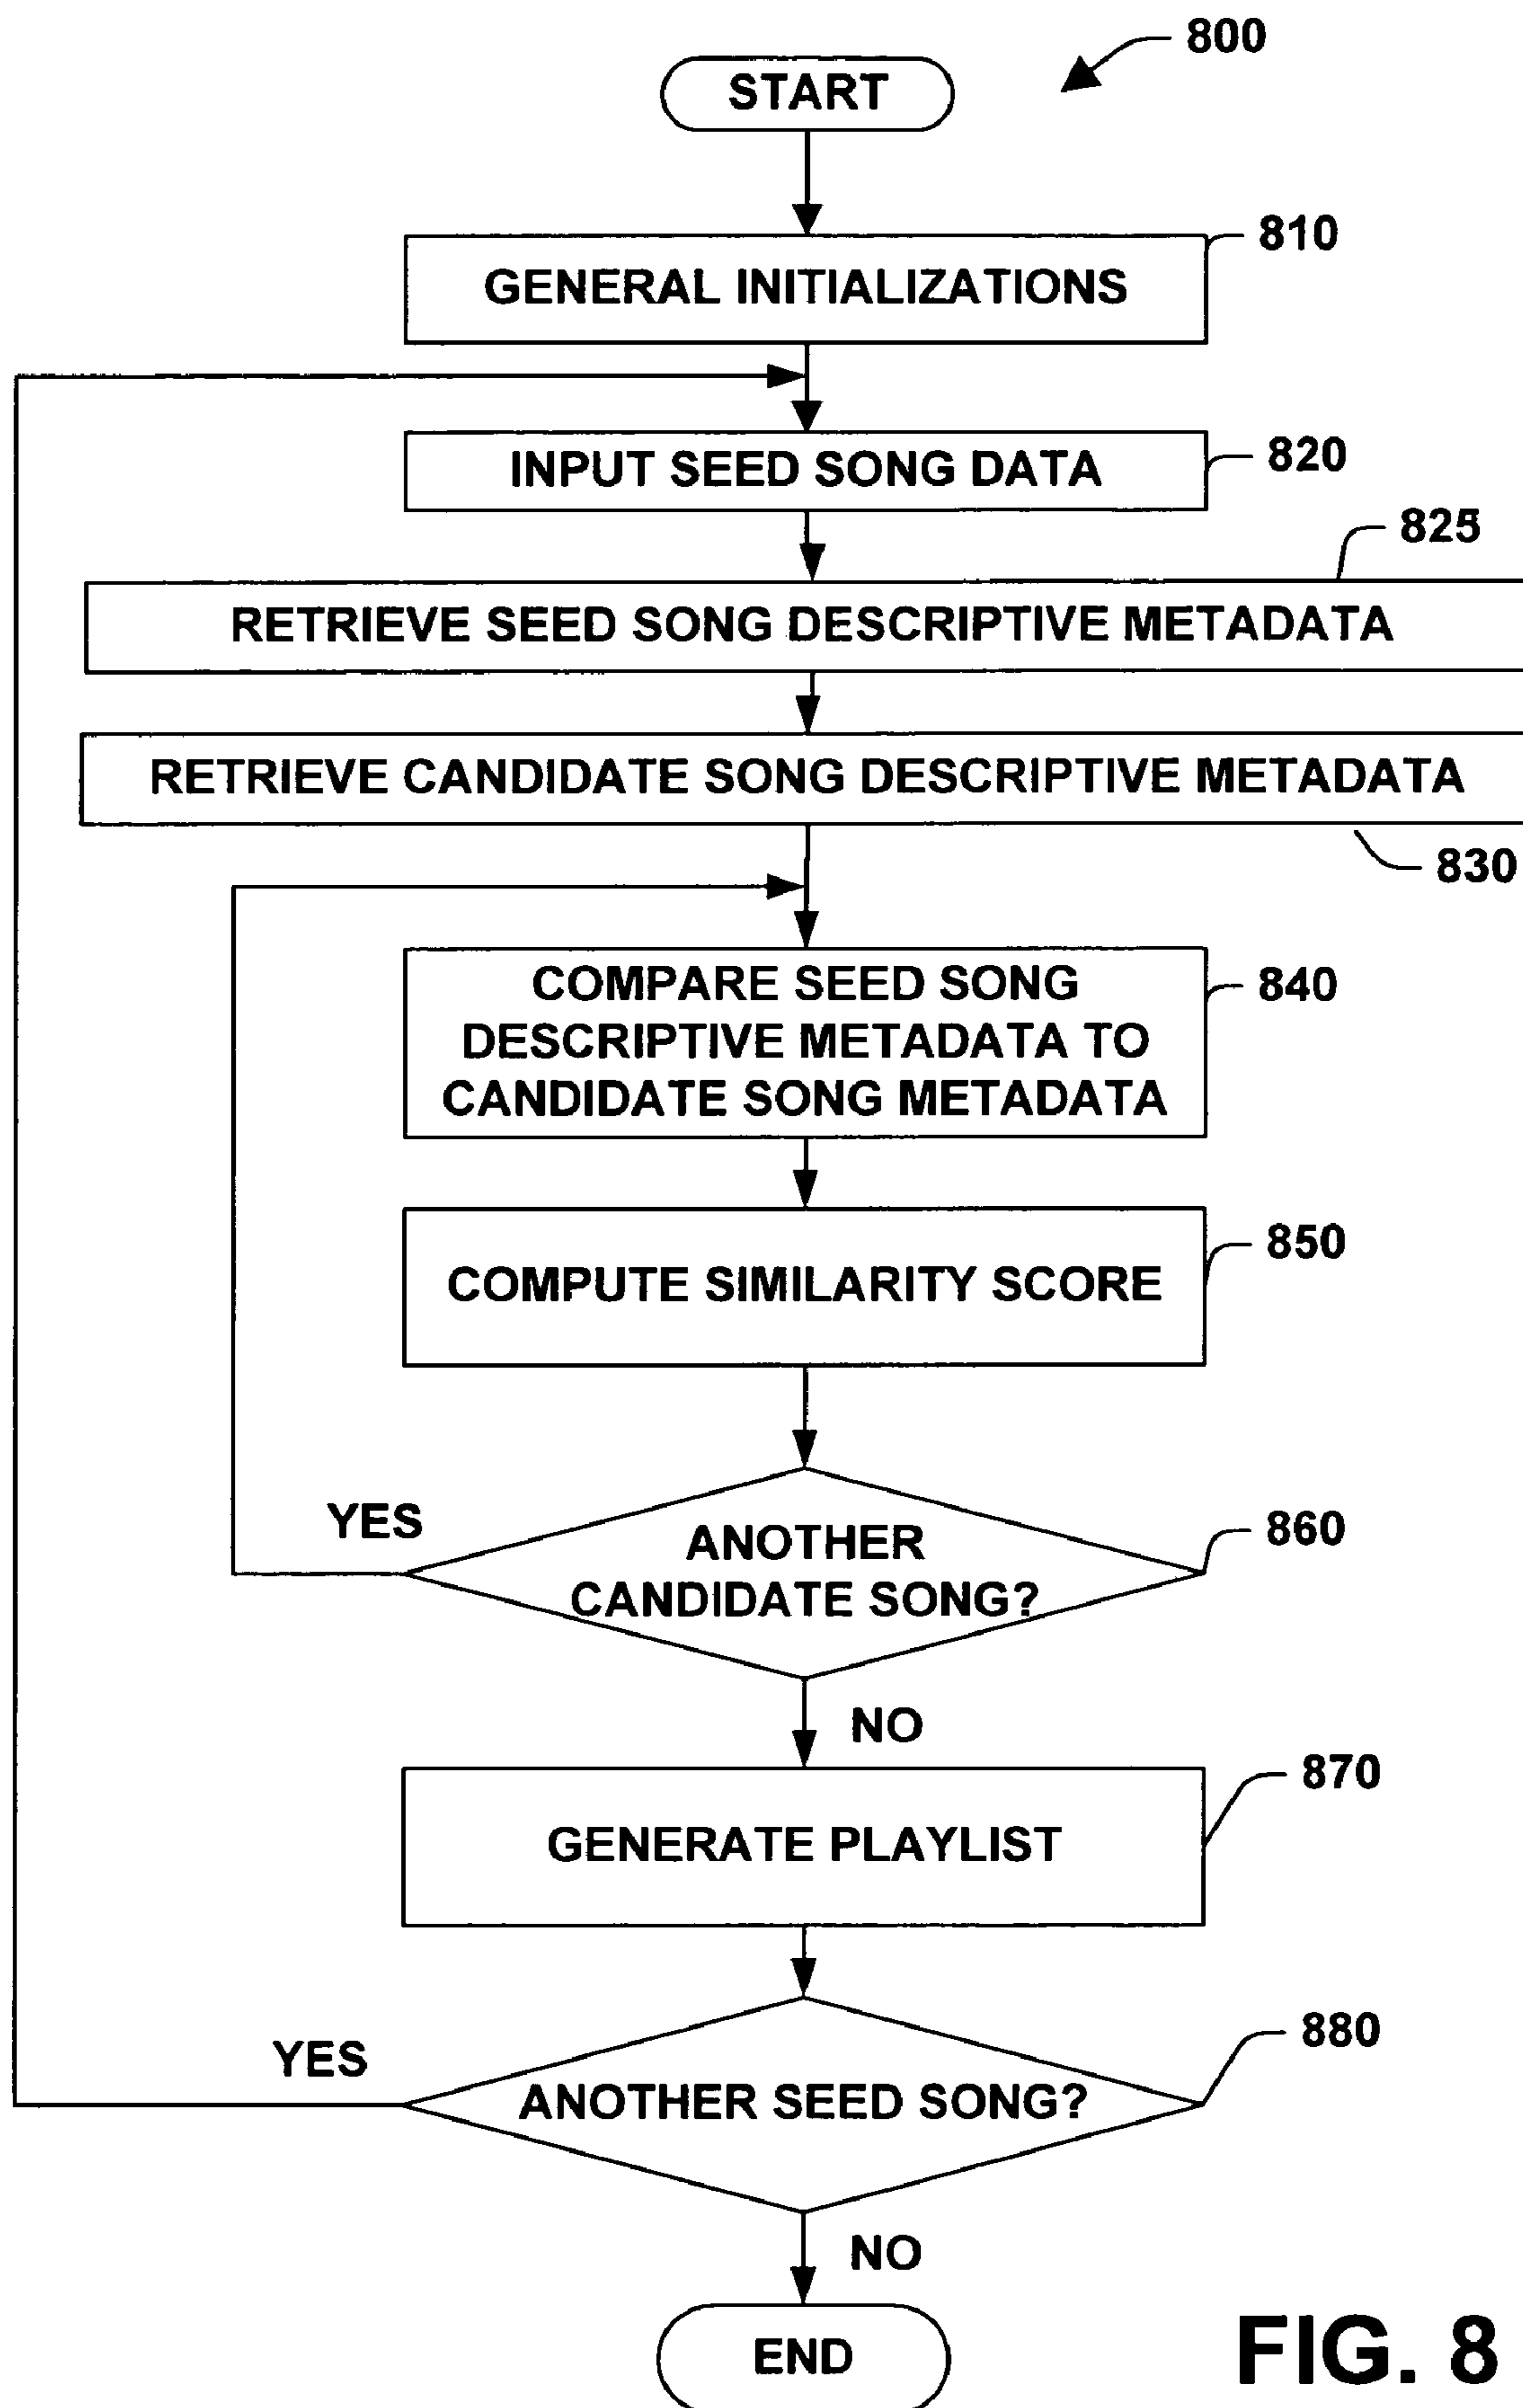 800
START
810
GENERAL INITIALIZATIONS
820
INPUT SEED SONG DATA
825
RETRIEVE SEED SONG DESCRIPTIVE METADATA
RETRIEVE CANDIDATE SONG DESCRIPTIVE METADATA
830
COMPARE SEED SONG
DESCRIPTIVE METADATA TO
CANDIDATE SONG METADATA
840
COMPUTE SIMILARITY SCORE
850
YES
ANOTHER
CANDIDATE SONG?
860
NO
870
GENERATE PLAYLIST
YES
ANOTHER SEED SONG?
880
NO
END
FIG. 8